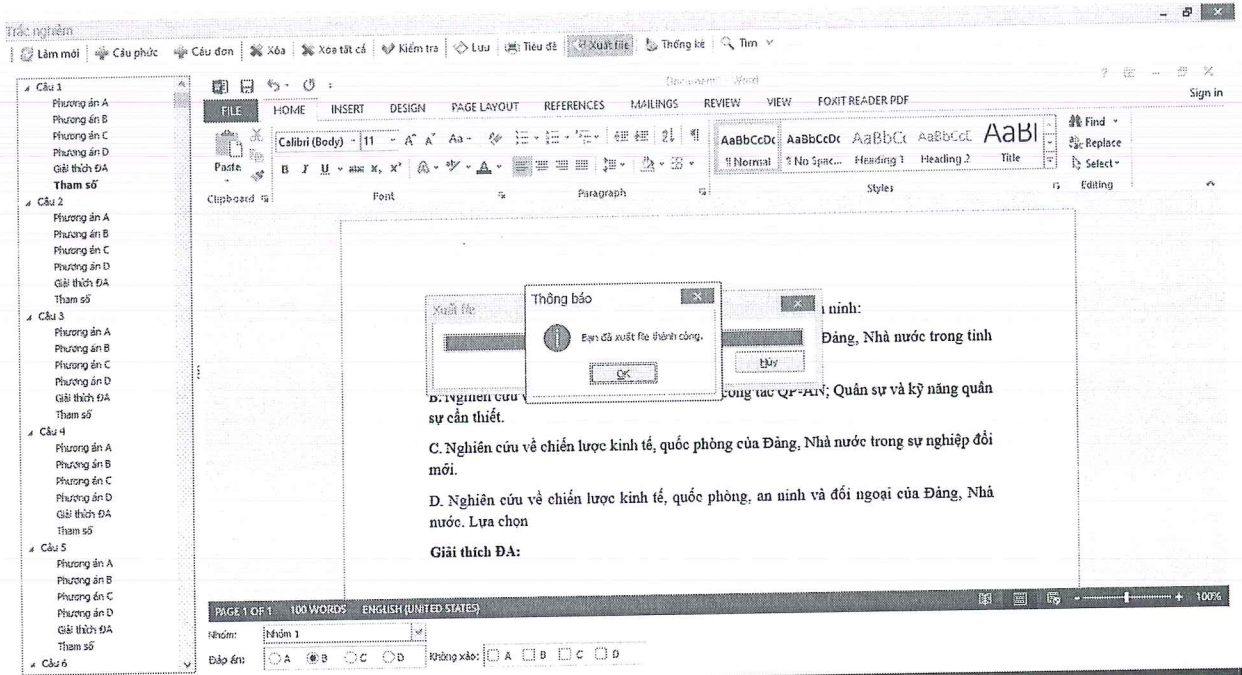 Trắc nghiệm
Làm mới Câu phức Câu đơn Xóa Xóa tất cả Kiểm tra Lưu Tiêu đề Xuất file Thống kê Tìm
Câu 1
Phương án A
Phương án B
Phương án C
Phương án D
Giải thích ĐA
Tham số
Câu 2
Phương án A
Phương án B
Phương án C
Phương án D
Giải thích ĐA
Tham số
Câu 3
Phương án A
Phương án B
Phương án C
Phương án D
Giải thích ĐA
Tham số
Câu 4
Phương án A
Phương án B
Phương án C
Phương án D
Giải thích ĐA
Tham số
Câu 5
Phương án A
Phương án B
Phương án C
Phương án D
Giải thích ĐA
Tham số
Câu 6
Document - Word
Sign in
FILE HOME INSERT DESIGN PAGE LAYOUT REFERENCES MAILINGS REVIEW VIEW FOXIT READER PDF
Paste
Calibri (Body) 11
AaBbCcDc AaBbCcDc AaBbCc AaBbCcC AaBl
¶ Normal ¶ No Spac... Heading 1 Heading 2 Title
Find
Replace
Select
Clipboard Font Paragraph Styles Editing
Xuất file
Hủy
Thông báo
Bạn đã xuất file thành công.
OK
ninh:
Đảng, Nhà nước trong tình
B. Nghiên cứu công tác QP-AN; Quân sự và kỹ năng quân
sự cần thiết.
C. Nghiên cứu về chiến lược kinh tế, quốc phòng của Đảng, Nhà nước trong sự nghiệp đổi
mới.
D. Nghiên cứu về chiến lược kinh tế, quốc phòng, an ninh và đối ngoại của Đảng, Nhà
nước. Lựa chọn
Giải thích ĐA:
PAGE 1 OF 1 100 WORDS ENGLISH (UNITED STATES) 100%
Nhóm: Nhóm 1
Đáp án: A B C D Không xáo: A B C D